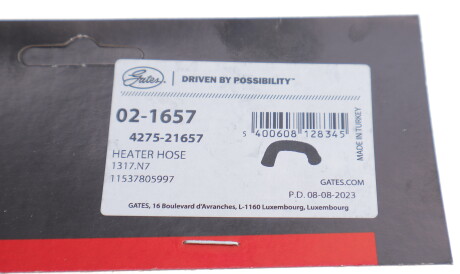 Gates | DRIVEN BY POSSIBILITY™
02-1657
4275-21657
HEATER HOSE
1317.N7
11537805997
5 400608 128345
MADE IN TURKEY
GATES.COM
P.D. 08-08-2023
GATES, 16 Boulevard d'Avranches, L-1160 Luxembourg, Luxembourg